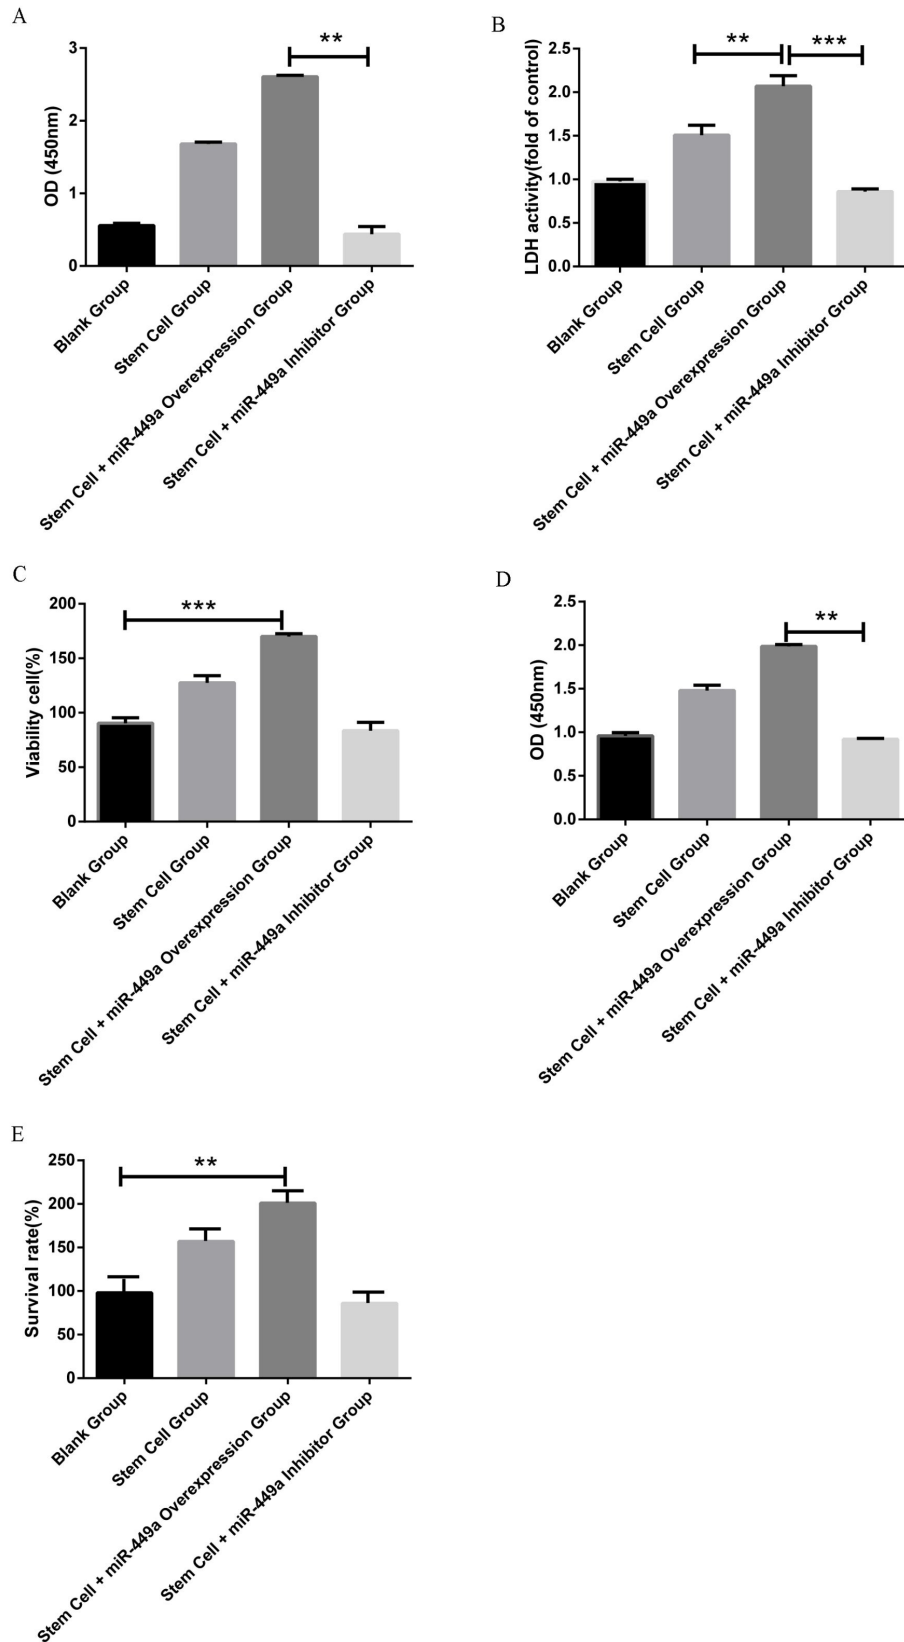 A
OD (450nm)
3
2
1
0
**
Blank Group
Stem Cell Group
Stem Cell + miR-449a Overexpression Group
Stem Cell + miR-449a Inhibitor Group
B
LDH activity(fold of control)
2.5
2.0
1.5
1.0
0.5
0.0
**
***
Blank Group
Stem Cell Group
Stem Cell + miR-449a Overexpression Group
Stem Cell + miR-449a Inhibitor Group
C
Viability cell(%)
200
150
100
50
0
***
Blank Group
Stem Cell Group
Stem Cell + miR-449a Overexpression Group
Stem Cell + miR-449a Inhibitor Group
D
OD (450nm)
2.5
2.0
1.5
1.0
0.5
0.0
**
Blank Group
Stem Cell Group
Stem Cell + miR-449a Overexpression Group
Stem Cell + miR-449a Inhibitor Group
E
Survival rate(%)
250
200
150
100
50
0
**
Blank Group
Stem Cell Group
Stem Cell + miR-449a Overexpression Group
Stem Cell + miR-449a Inhibitor Group